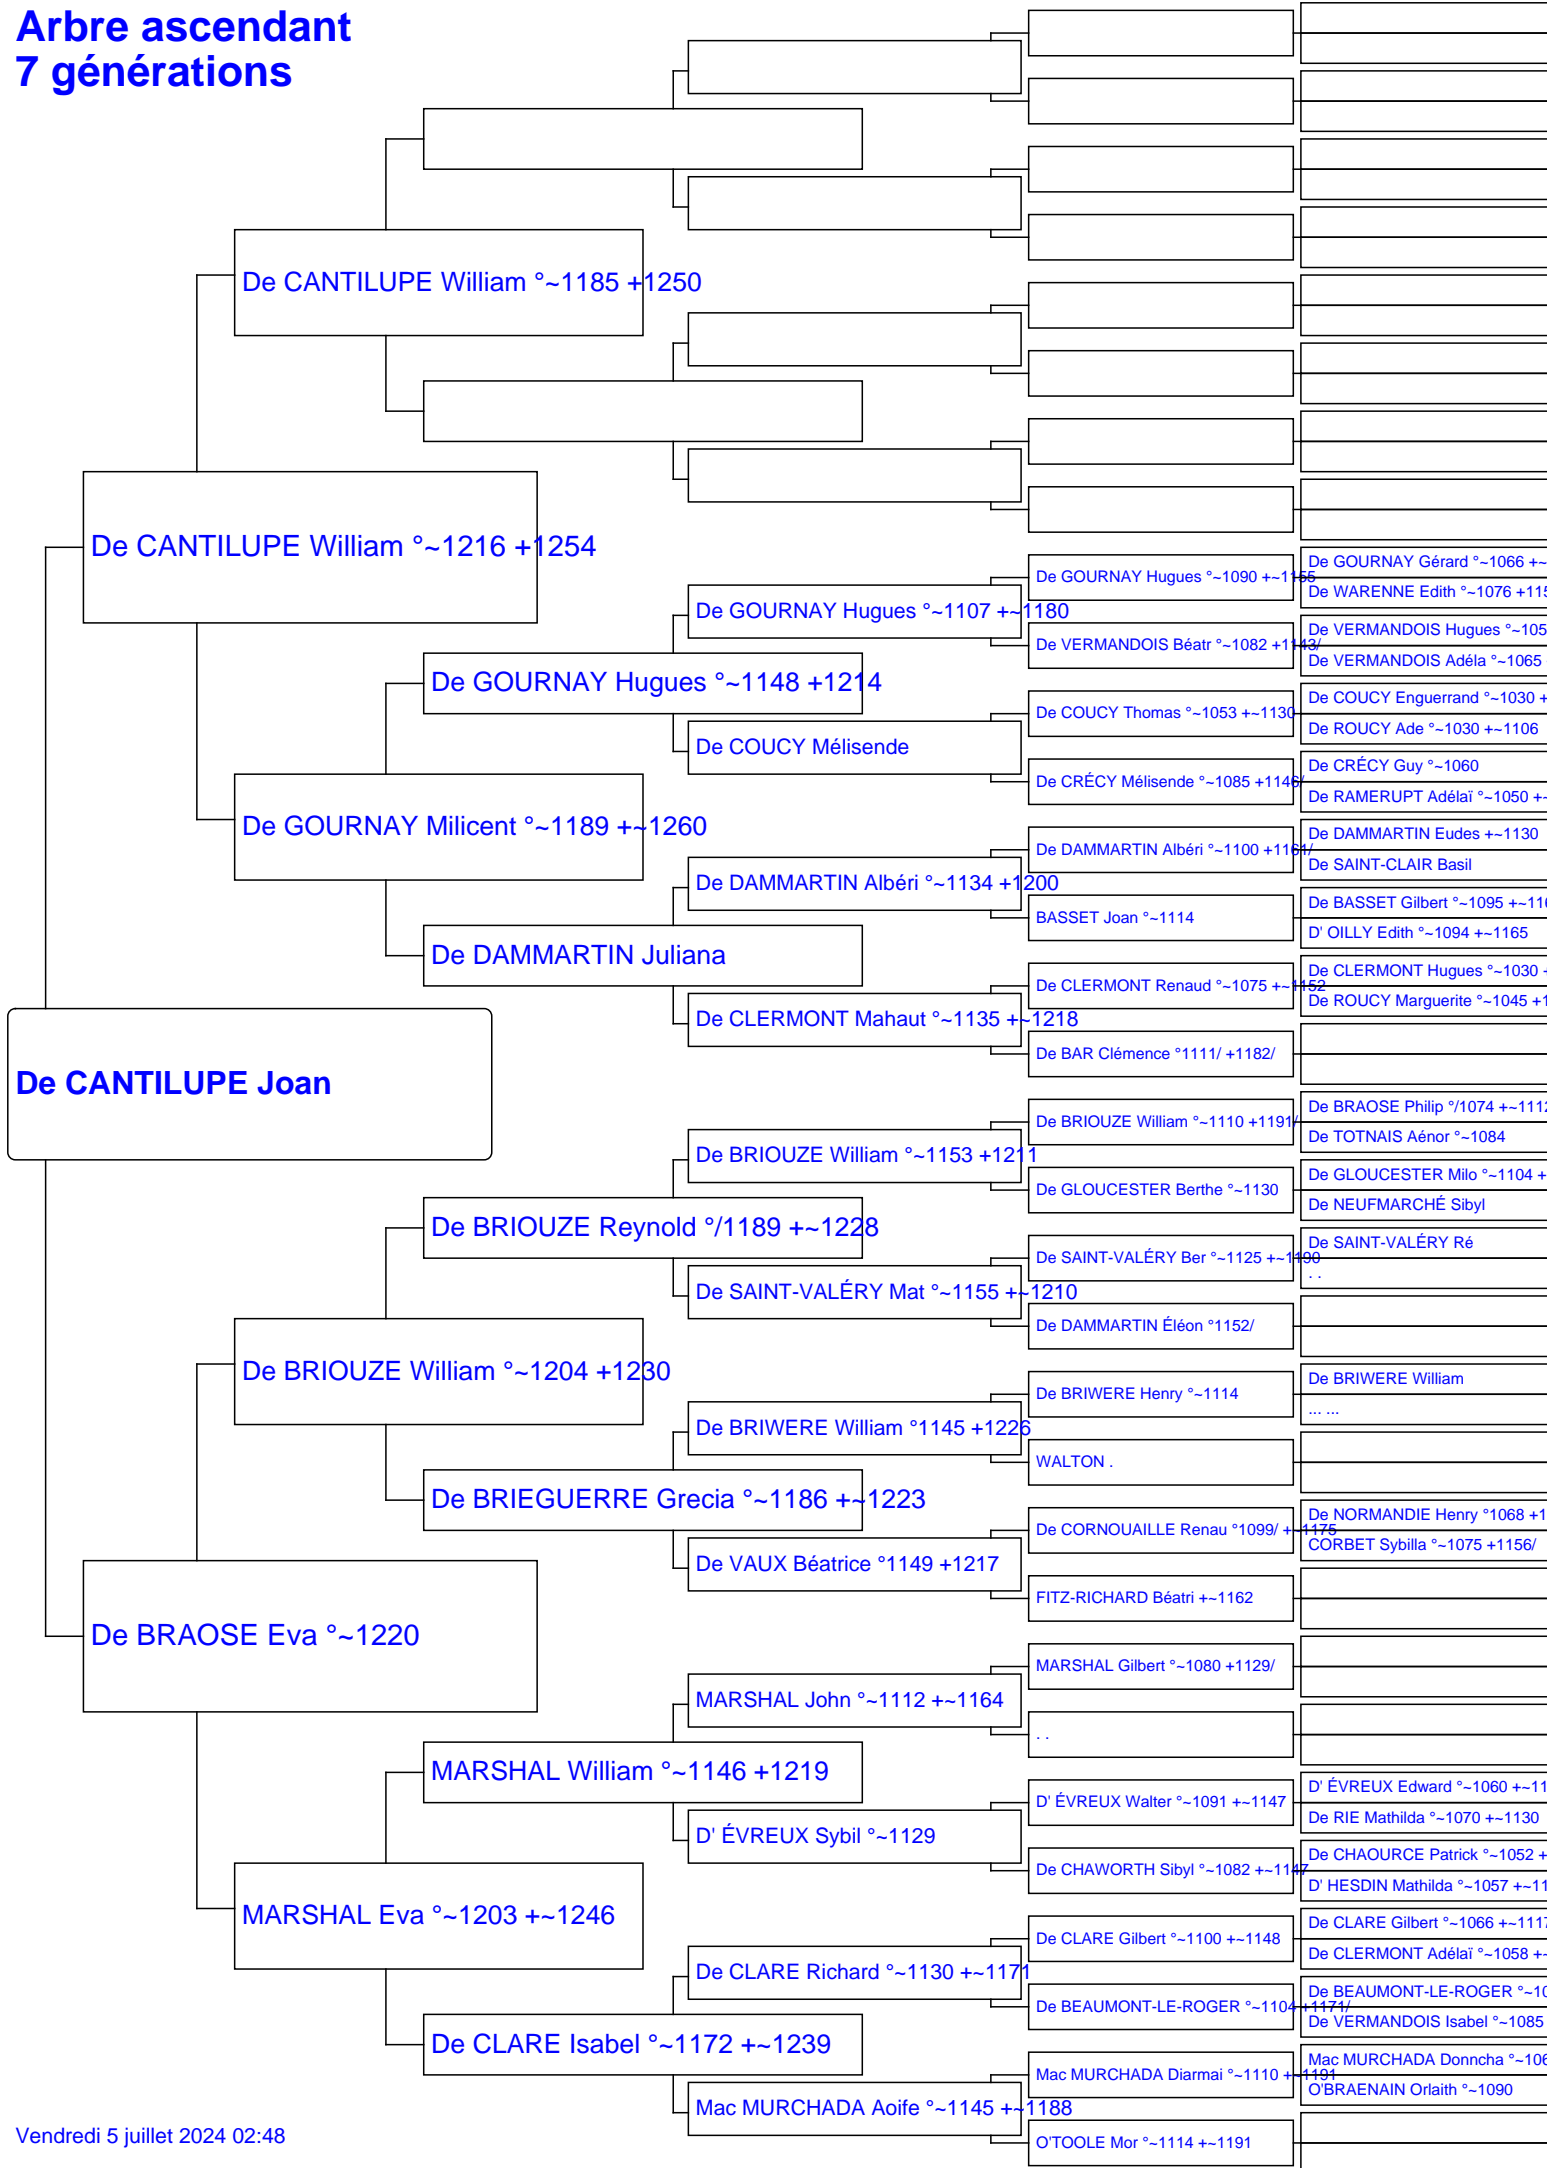 Arbre ascendant
7 générations
De CANTILUPE William °~1185 +1250
De CANTILUPE William °~1216 +1254
De GOURNAY Hugues °~1090 +~1155
De GOURNAY Gérard °~1066 +~
De WARENNE Edith °~1076 +115
De GOURNAY Hugues °~1107 +~1180
De VERMANDOIS Béatr °~1082 +1143/
De VERMANDOIS Hugues °~105
De VERMANDOIS Adéla °~1065
De GOURNAY Hugues °~1148 +1214
De COUCY Thomas °~1053 +~1130
De COUCY Enguerrand °~1030 +
De ROUCY Ade °~1030 +~1106
De COUCY Mélisende
De CRÉCY Mélisende °~1085 +1146/
De CRÉCY Guy °~1060
De RAMERUPT Adélaï °~1050 +~
De GOURNAY Milicent °~1189 +~1260
De DAMMARTIN Albéri °~1100 +1161/
De DAMMARTIN Eudes +~1130
De SAINT-CLAIR Basil
De DAMMARTIN Albéri °~1134 +1200
BASSET Joan °~1114
De BASSET Gilbert °~1095 +~116
D' OILLY Edith °~1094 +~1165
De DAMMARTIN Juliana
De CLERMONT Renaud °~1075 +~1152
De CLERMONT Hugues °~1030 +
De ROUCY Marguerite °~1045 +1
De CLERMONT Mahaut °~1135 +~1218
De BAR Clémence °1111/ +1182/
De CANTILUPE Joan
De BRIOUZE William °~1110 +1191/
De BRAOSE Philip °/1074 +~1112
De TOTNAIS Aénor °~1084
De BRIOUZE William °~1153 +1211
De GLOUCESTER Berthe °~1130
De GLOUCESTER Milo °~1104 +
De NEUFMARCHÉ Sibyl
De BRIOUZE Reynold °/1189 +~1228
De SAINT-VALÉRY Ber °~1125 +~1190
De SAINT-VALÉRY Ré
. .
De SAINT-VALÉRY Mat °~1155 +~1210
De DAMMARTIN Éléon °1152/
De BRIOUZE William °~1204 +1230
De BRIWERE Henry °~1114
De BRIWERE William
... ...
De BRIWERE William °1145 +1226
WALTON .
De BRIEGUERRE Grecia °~1186 +~1223
De CORNOUAILLE Renau °1099/ +~1175
De NORMANDIE Henry °1068 +1
CORBET Sybilla °~1075 +1156/
De VAUX Béatrice °1149 +1217
FITZ-RICHARD Béatri +~1162
De BRAOSE Eva °~1220
MARSHAL Gilbert °~1080 +1129/
MARSHAL John °~1112 +~1164
. .
MARSHAL William °~1146 +1219
D' ÉVREUX Walter °~1091 +~1147
D' ÉVREUX Edward °~1060 +~11
De RIE Mathilda °~1070 +~1130
D' ÉVREUX Sybil °~1129
De CHAWORTH Sibyl °~1082 +~1147
De CHAOURCE Patrick °~1052 +
D' HESDIN Mathilda °~1057 +~11
MARSHAL Eva °~1203 +~1246
De CLARE Gilbert °~1100 +~1148
De CLARE Gilbert °~1066 +~1117
De CLERMONT Adélaï °~1058 +~
De CLARE Richard °~1130 +~1171
De BEAUMONT-LE-ROGER °~1104 +1171/
De BEAUMONT-LE-ROGER °~10
De VERMANDOIS Isabel °~1085
De CLARE Isabel °~1172 +~1239
Mac MURCHADA Diarmai °~1110 +~1191
Mac MURCHADA Donncha °~106
O'BRAENAIN Orlaith °~1090
Mac MURCHADA Aoife °~1145 +~1188
O'TOOLE Mor °~1114 +~1191
Vendredi 5 juillet 2024 02:48